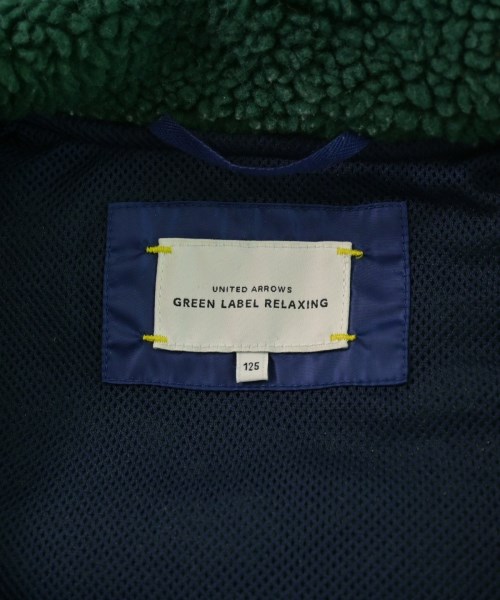 UNITED ARROWS
GREEN LABEL RELAXING
125